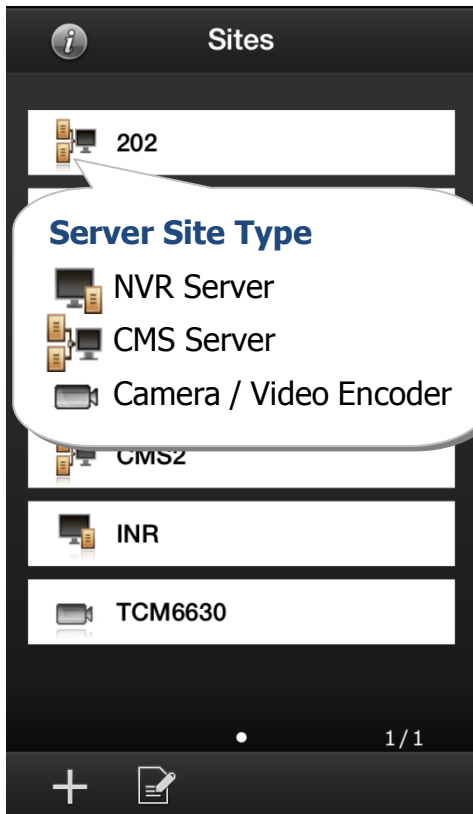 Sites
202
Server Site Type
NVR Server
CMS Server
Camera / Video Encoder
CMS2
INR
TCM6630
1/1